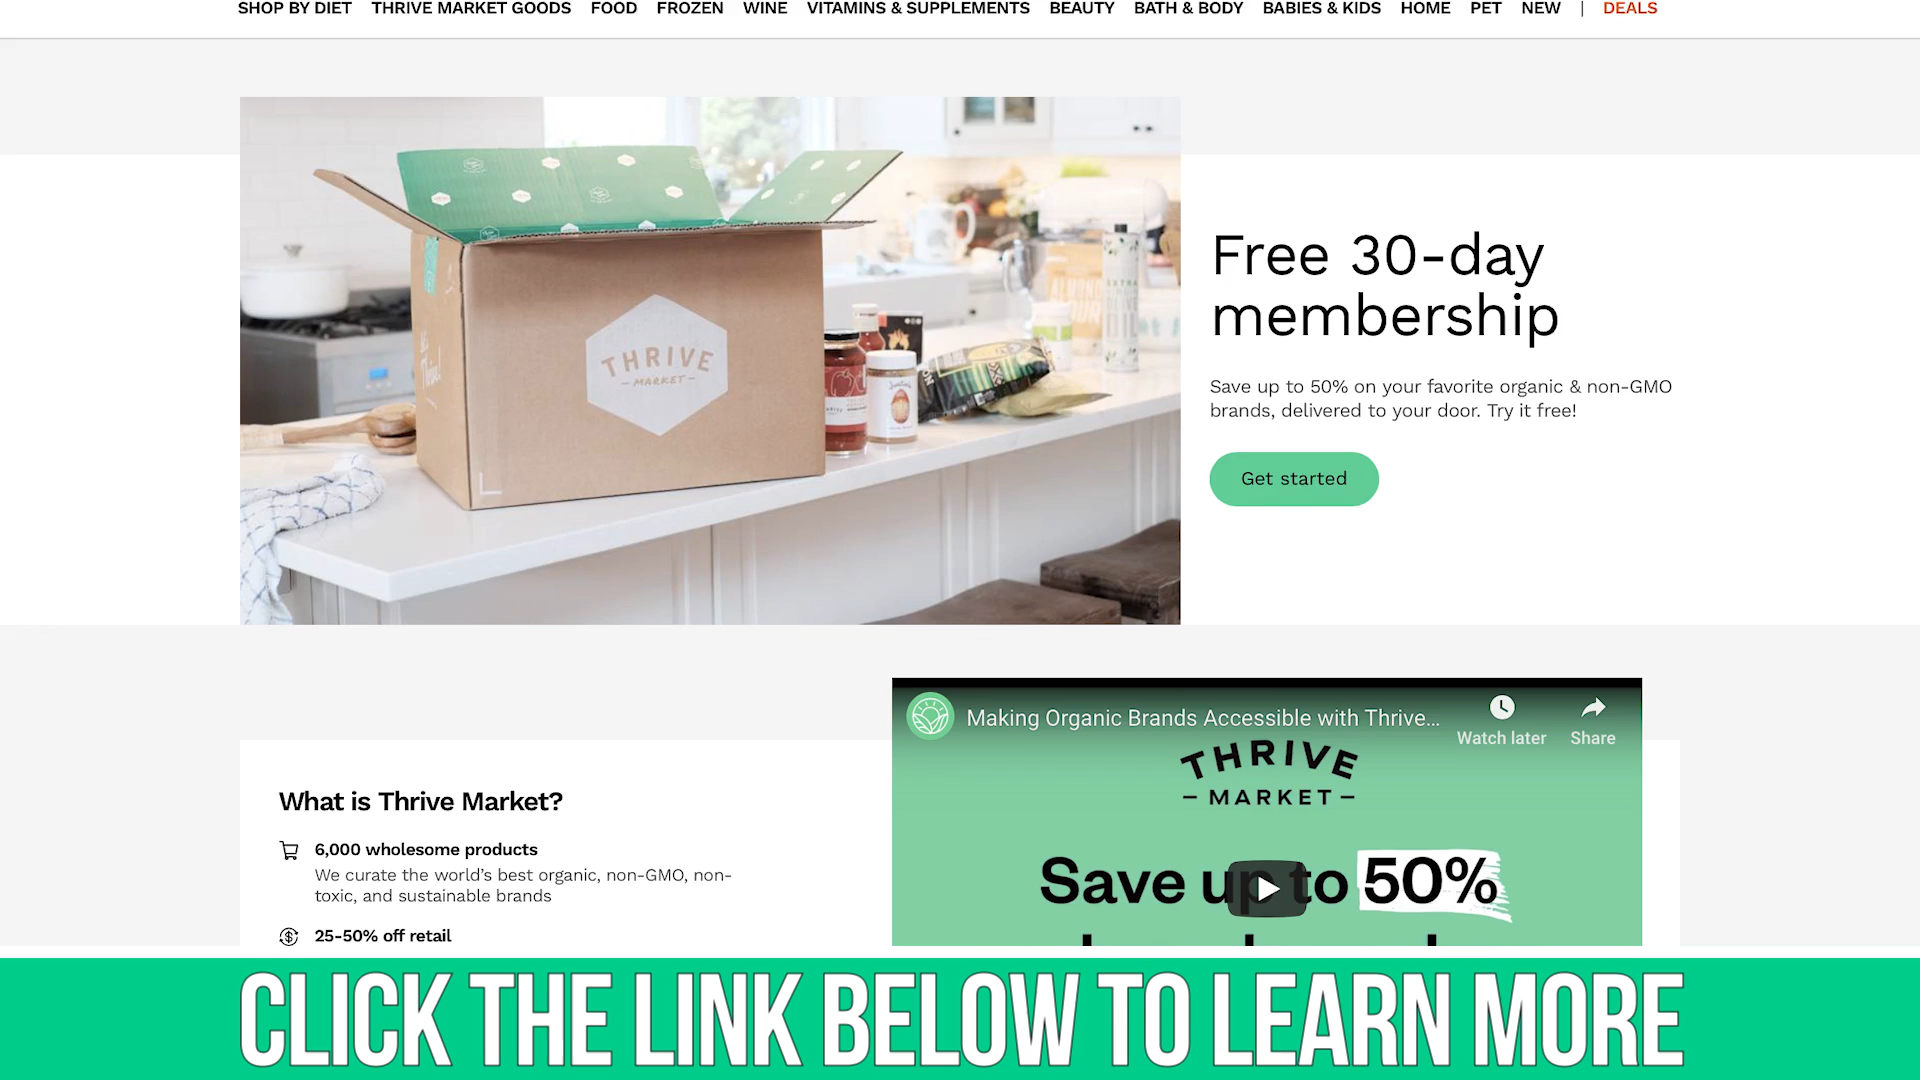 SHOP BY DIET THRIVE MARKET GOODS FOOD FROZEN WINE VITAMINS & SUPPLEMENTS BEAUTY BATH & BODY BABIES & KIDS HOME PET NEW | DEALS
THRIVE
MARKET
Free 30-day
membership
Save up to 50% on your favorite organic & non-GMO
brands, delivered to your door. Try it free!
Get started
What is Thrive Market?
6,000 wholesome products
We curate the world's best organic, non-GMO, non-
toxic, and sustainable brands
25-50% off retail
Making Organic Brands Accessible with Thrive...
Watch later
Share
THRIVE
MARKET
Save up to 50%
CLICK THE LINK BELOW TO LEARN MORE